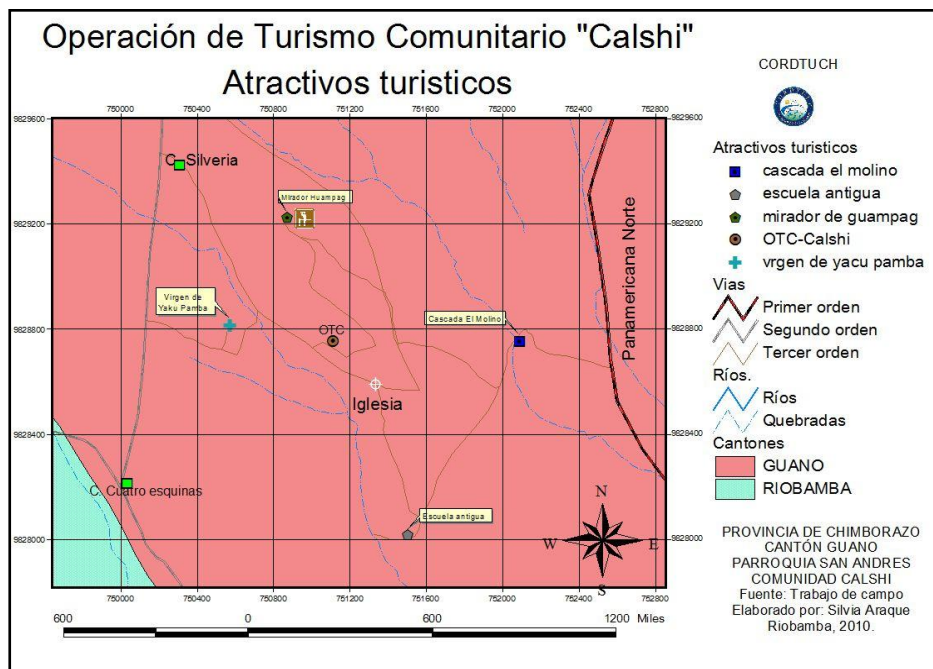 Operación de Turismo Comunitario "Calshi"
Atractivos turisticos
750000 750400 750800 751200 751600 752000 752400 752800
9829600
9829200
9828800
9828400
9828000
C. Silveria
Mirador Huampag
Virgen de
Yaku Pamba
OTC
Cascada El Molino
Iglesia
C. Cuatro esquinas
Escuela antigua
Panamericana Norte
9829600
9829200
9828800
9828400
9828000
N
W E
S
750000 750400 750800 751200 751600 752000 752400 752800
600 0 600 1200 Miles
CORDTUCH
Atractivos turisticos
cascada el molino
escuela antigua
mirador de guampag
OTC-Calshi
vrgen de yacu pamba
Vias
Primer orden
Segundo orden
Tercer orden
Ríos.
Ríos
Quebradas
Cantones
GUANO
RIOBAMBA
PROVINCIA DE CHIMBORAZO
CANTÓN GUANO
PARROQUIA SAN ANDRES
COMUNIDAD CALSHI
Fuente: Trabajo de campo
Elaborado por: Silvia Araque
Riobamba, 2010.